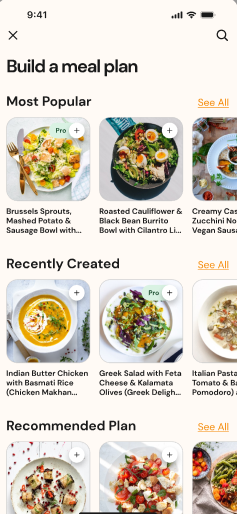 9:41
Build a meal plan
Most Popular
See All
Pro
Brussels Sprouts,
Mashed Potato &
Sausage Bowl with...
Roasted Cauliflower &
Black Bean Burrito
Bowl with Cilantro Li...
Creamy Cas
Zucchini No
Vegan Sausa
Recently Created
See All
Pro
Indian Butter Chicken
with Basmati Rice
(Chicken Makhan...
Greek Salad with Feta
Cheese & Kalamata
Olives (Greek Deligh...
Italian Pasta
Tomato & Ba
Pomodoro) a
Recommended Plan
See All